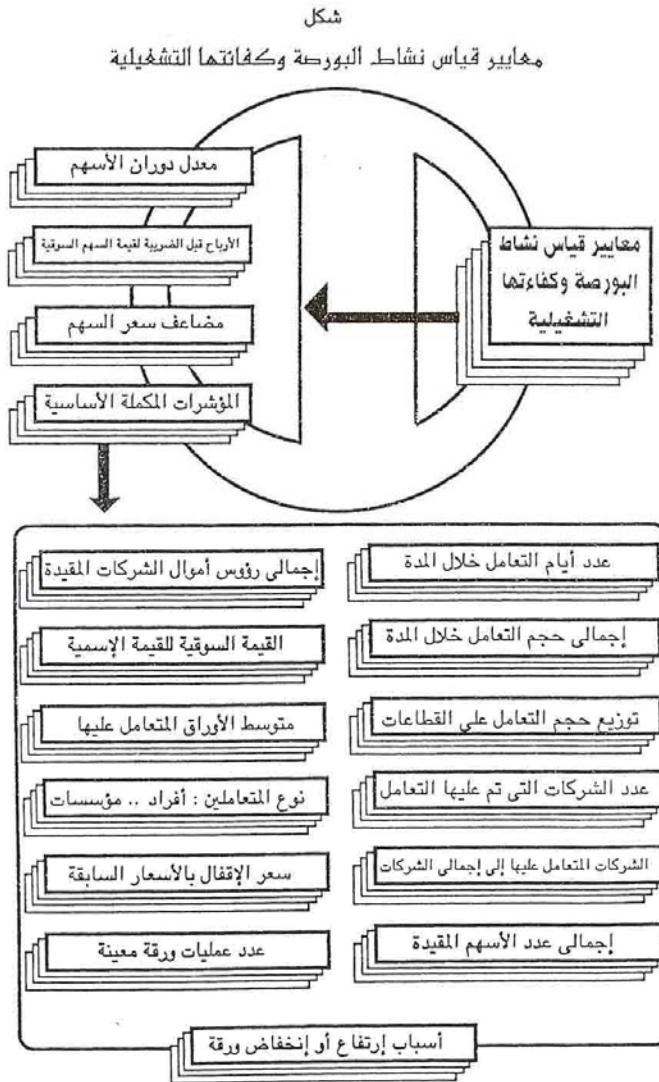 شكل
معايير قياس نشاط البورصة وكفائتها التشغيلية
معايير قياس نشاط
البورصة وكفاءتها
التشغيلية
معدل دوران الأسهم
الأرباح قبل الضريبة لقيمة السهم السوقية
مضاعف سعر السهم
المؤشرات المكملة الأساسية
عدد أيام التعامل خلال المدة
إجمالى حجم التعامل خلال المدة
توزيع حجم التعامل على القطاعات
عدد الشركات التى تم عليها التعامل
الشركات المتعامل عليها إلى إجمالى الشركات
إجمالى عدد الأسهم المقيدة
إجمالى رؤوس أموال الشركات المقيدة
القيمة السوقية للقيمة الإسمية
متوسط الأوراق المتعامل عليها
نوع المتعاملين : أفراد .. مؤسسات
سعر الإقفال بالأسعار السابقة
عدد عمليات ورقة معينة
أسباب إرتفاع أو إنخفاض ورقة